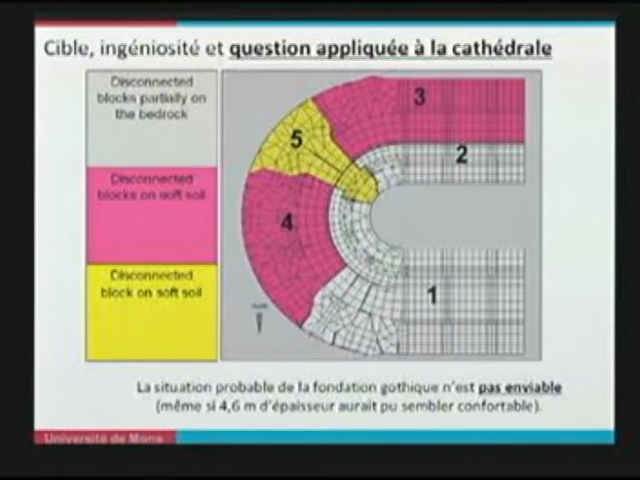 Cible, ingéniosité et question appliquée à la cathédrale
Disconnected
blocks partially on
the bedrock
Disconnected
blocks on soft soil
Disconnected
block on soft soil
3
5
2
4
1
La situation probable de la fondation gothique n'est pas enviable
(même si 4,6 m d'épaisseur aurait pu sembler confortable).
Université de Mons